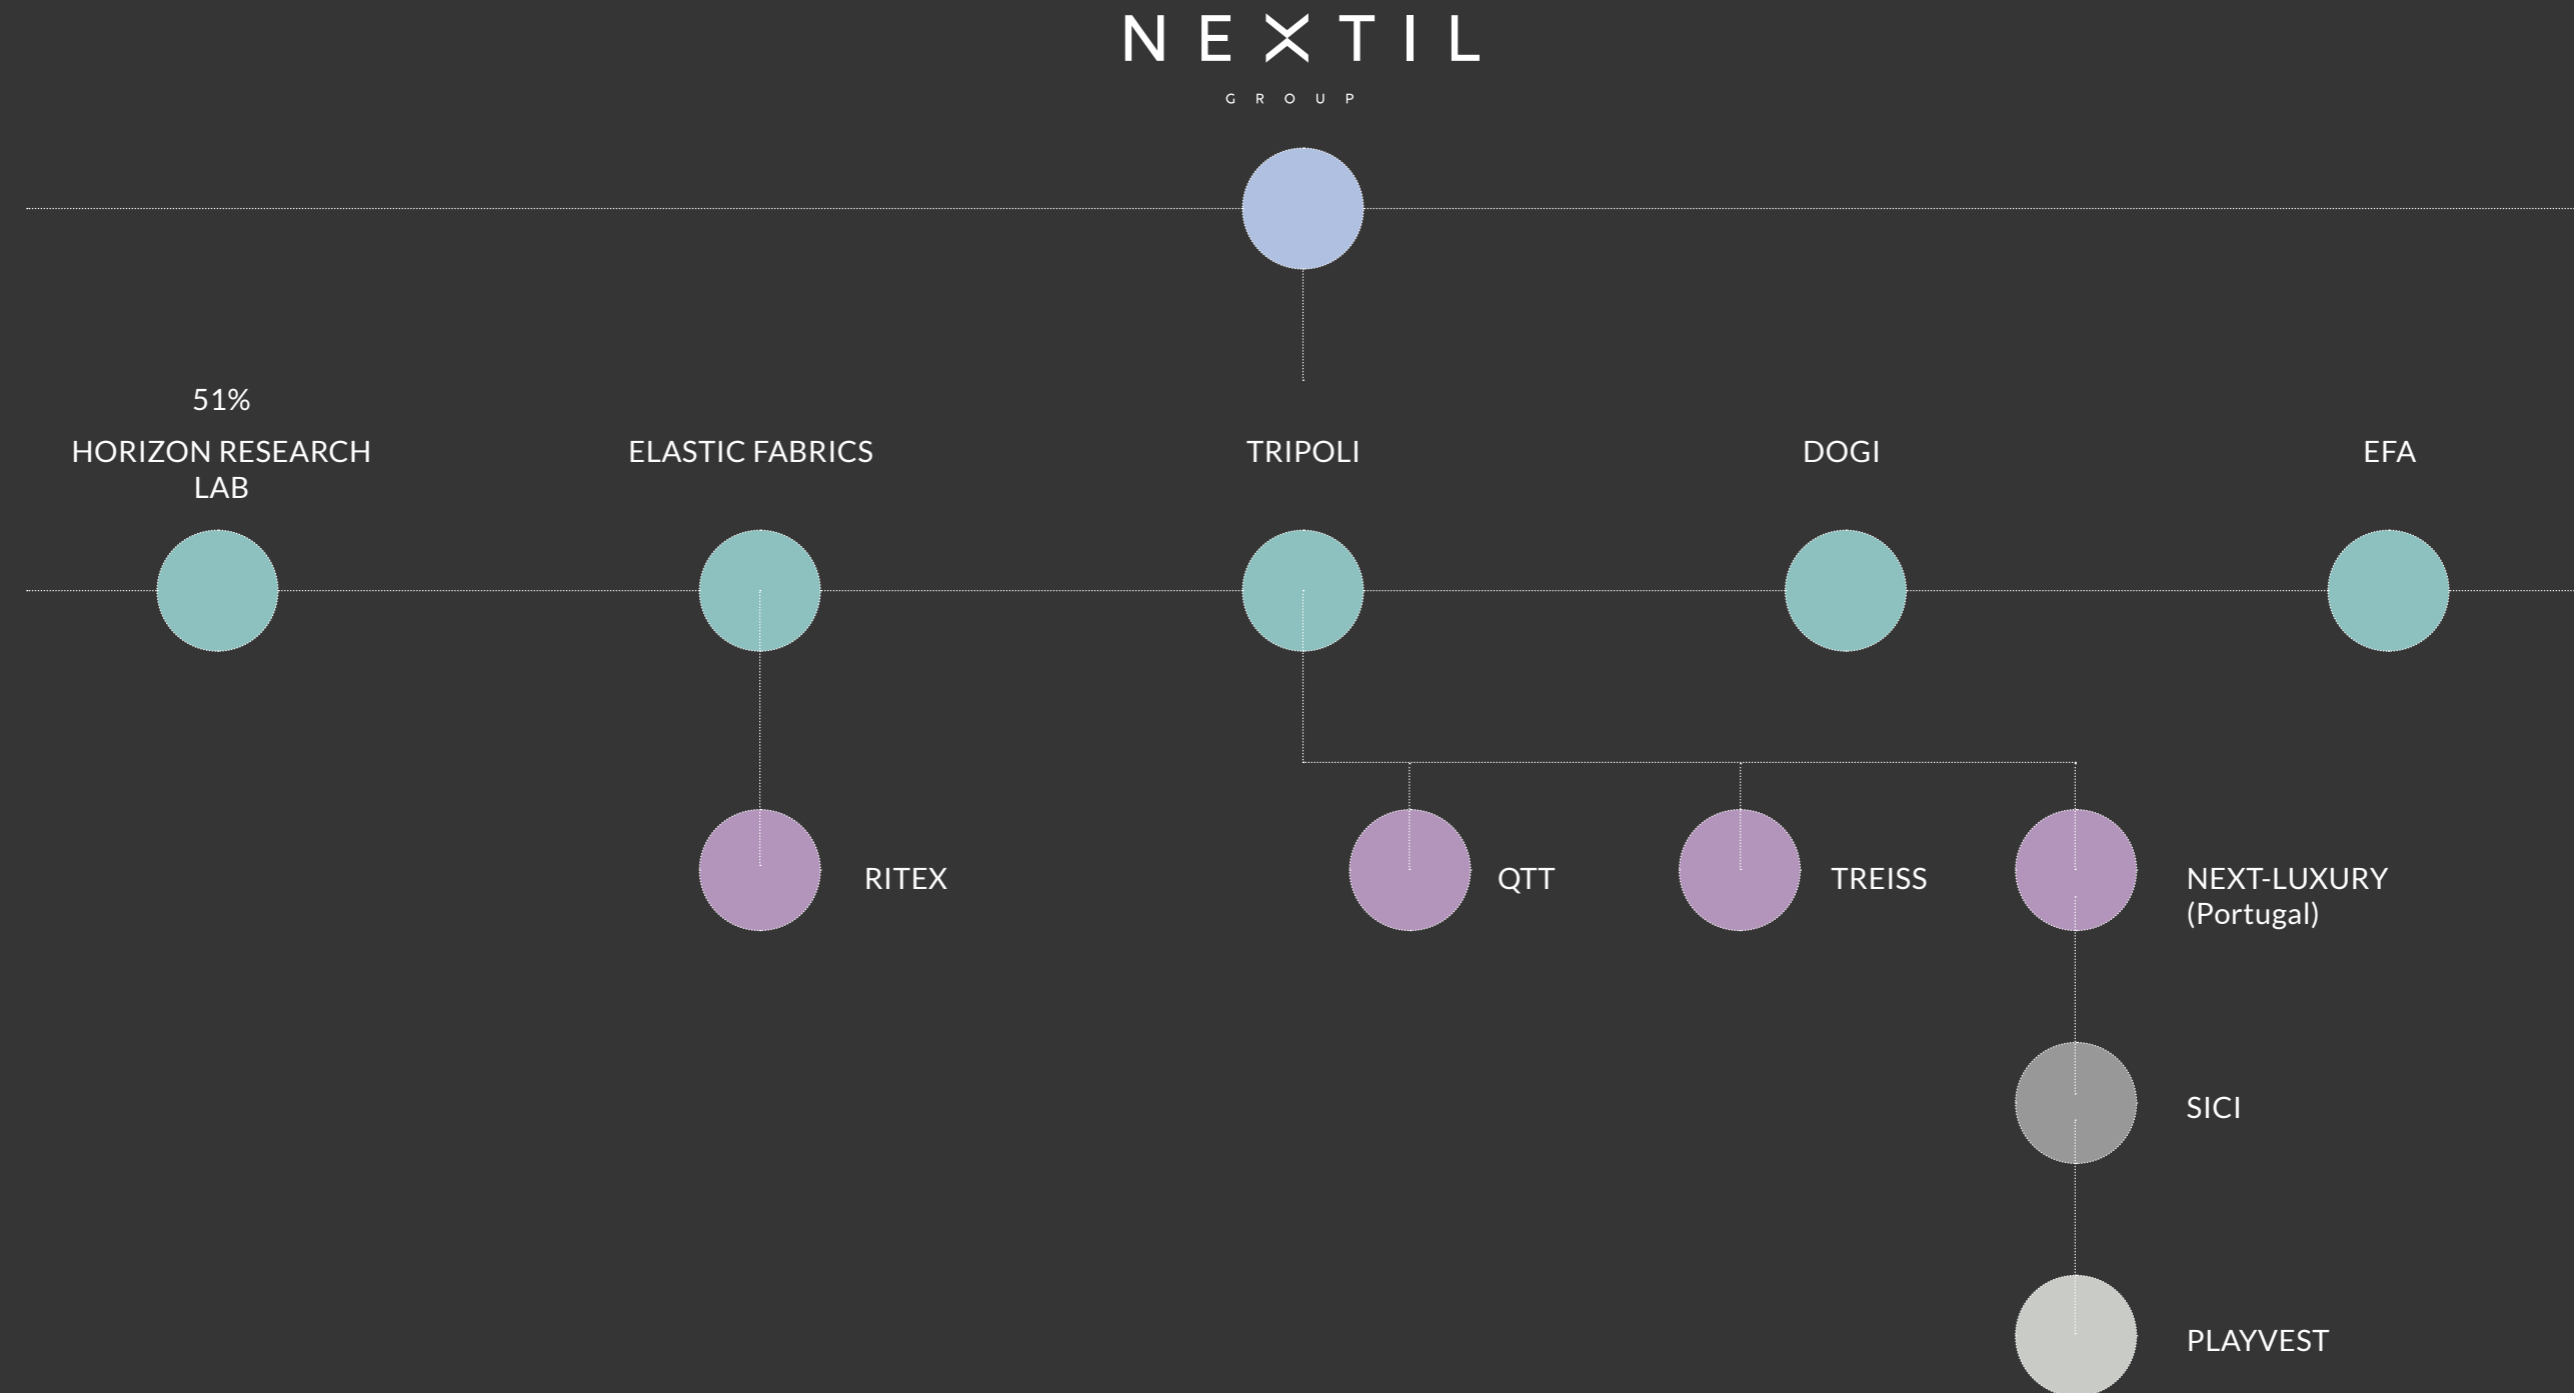 NEXTIL
GROUP
51%
HORIZON RESEARCH
LAB
ELASTIC FABRICS
TRIPOLI
DOGI
EFA
RITEX
QTT
TREISS
NEXT-LUXURY
(Portugal)
SICI
PLAYVEST